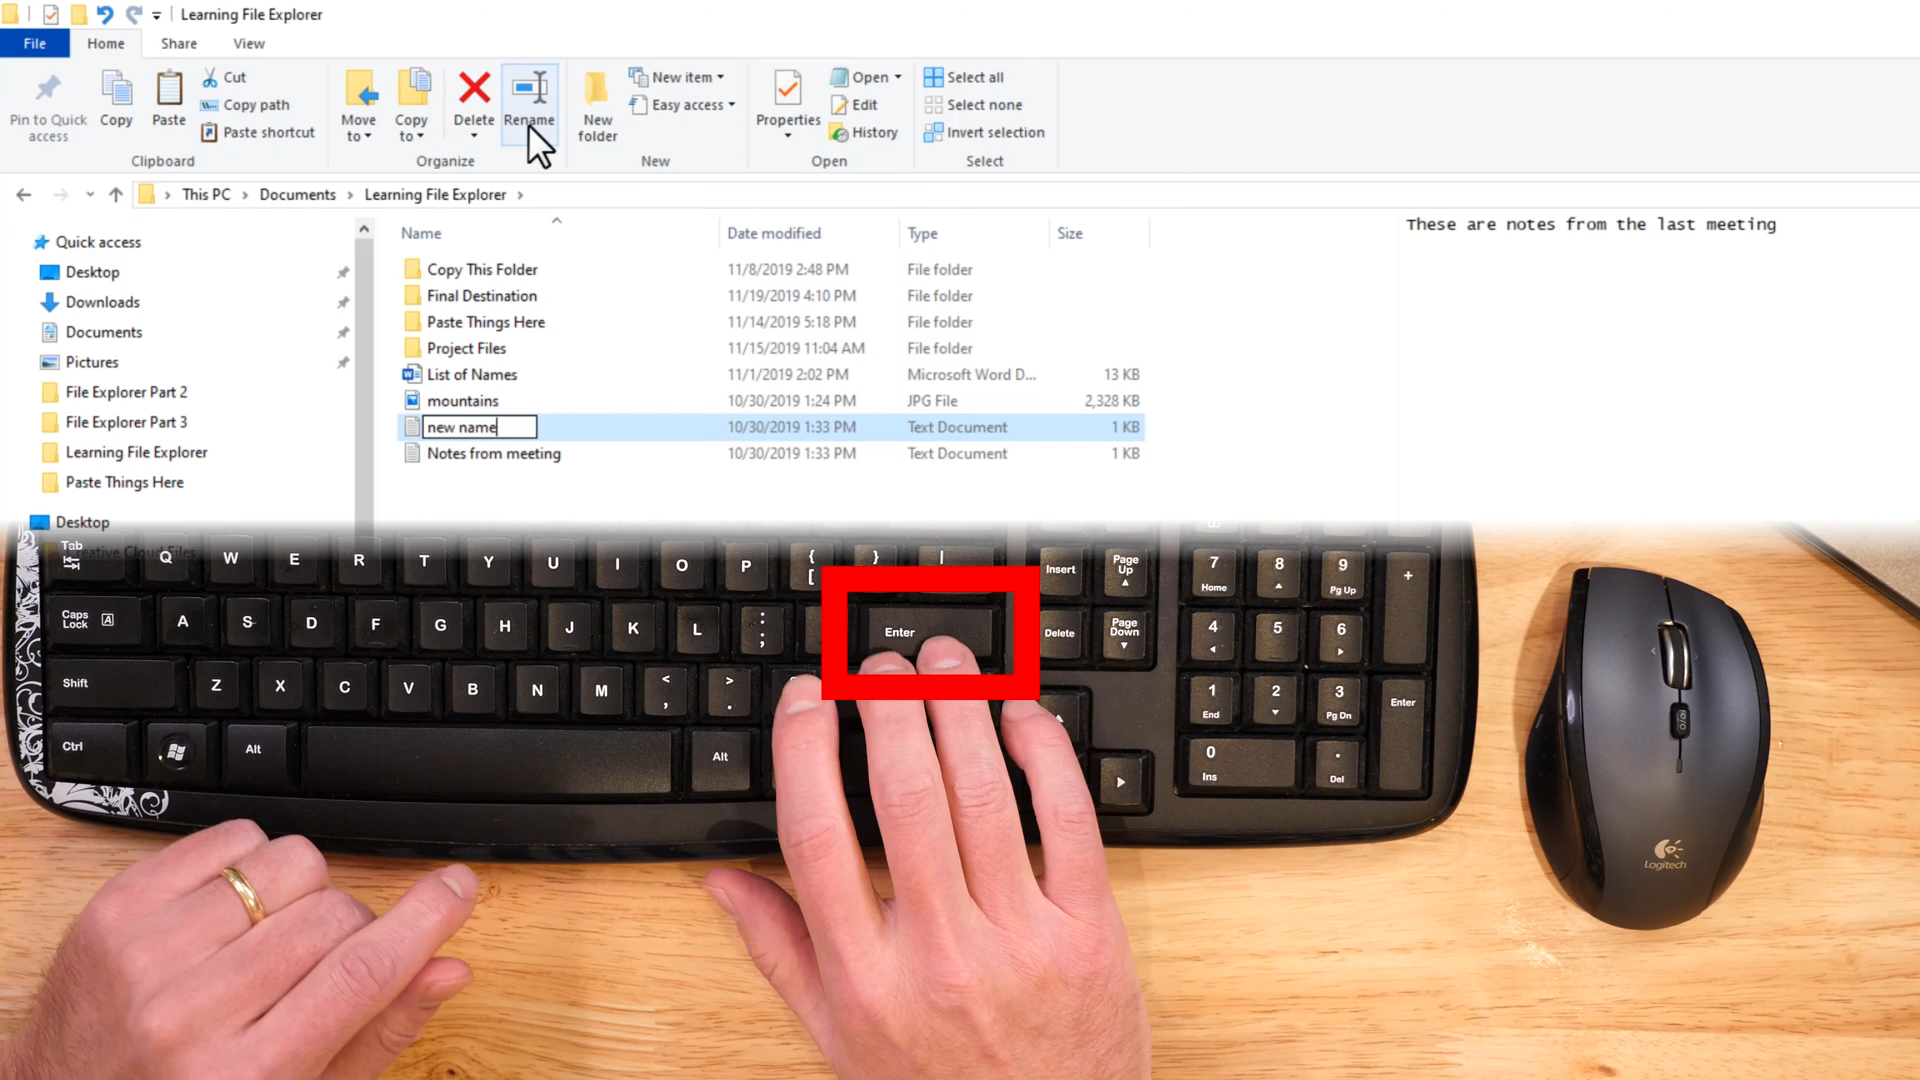 Learning File Explorer
File Home Share View
Pin to Quick access
Copy
Paste
Cut
Copy path
Paste shortcut
Clipboard
Move to
Copy to
Delete
Rename
Organize
New folder
New item
Easy access
New
Properties
Open
Edit
History
Open
Select all
Select none
Invert selection
Select
This PC > Documents > Learning File Explorer >
Quick access
Desktop
Downloads
Documents
Pictures
File Explorer Part 2
File Explorer Part 3
Learning File Explorer
Paste Things Here
Desktop
Creative Cloud Files
Name Date modified Type Size
Copy This Folder 11/8/2019 2:48 PM File folder
Final Destination 11/19/2019 4:10 PM File folder
Paste Things Here 11/14/2019 5:18 PM File folder
Project Files 11/15/2019 11:04 AM File folder
List of Names 11/1/2019 2:02 PM Microsoft Word D... 13 KB
mountains 10/30/2019 1:24 PM JPG File 2,328 KB
new name 10/30/2019 1:33 PM Text Document 1 KB
Notes from meeting 10/30/2019 1:33 PM Text Document 1 KB
These are notes from the last meeting
Tab Q W E R T Y U I O P { [ } | Insert Page Up 7 Home 8 9 Pg Up +
Caps Lock A A S D F G H J K L : ; Enter Delete Page Down 4 5 6
Shift Z X C V B N M < , > . 1 End 2 3 Pg Dn Enter
Ctrl Alt Alt 0 Ins . Del
Logitech